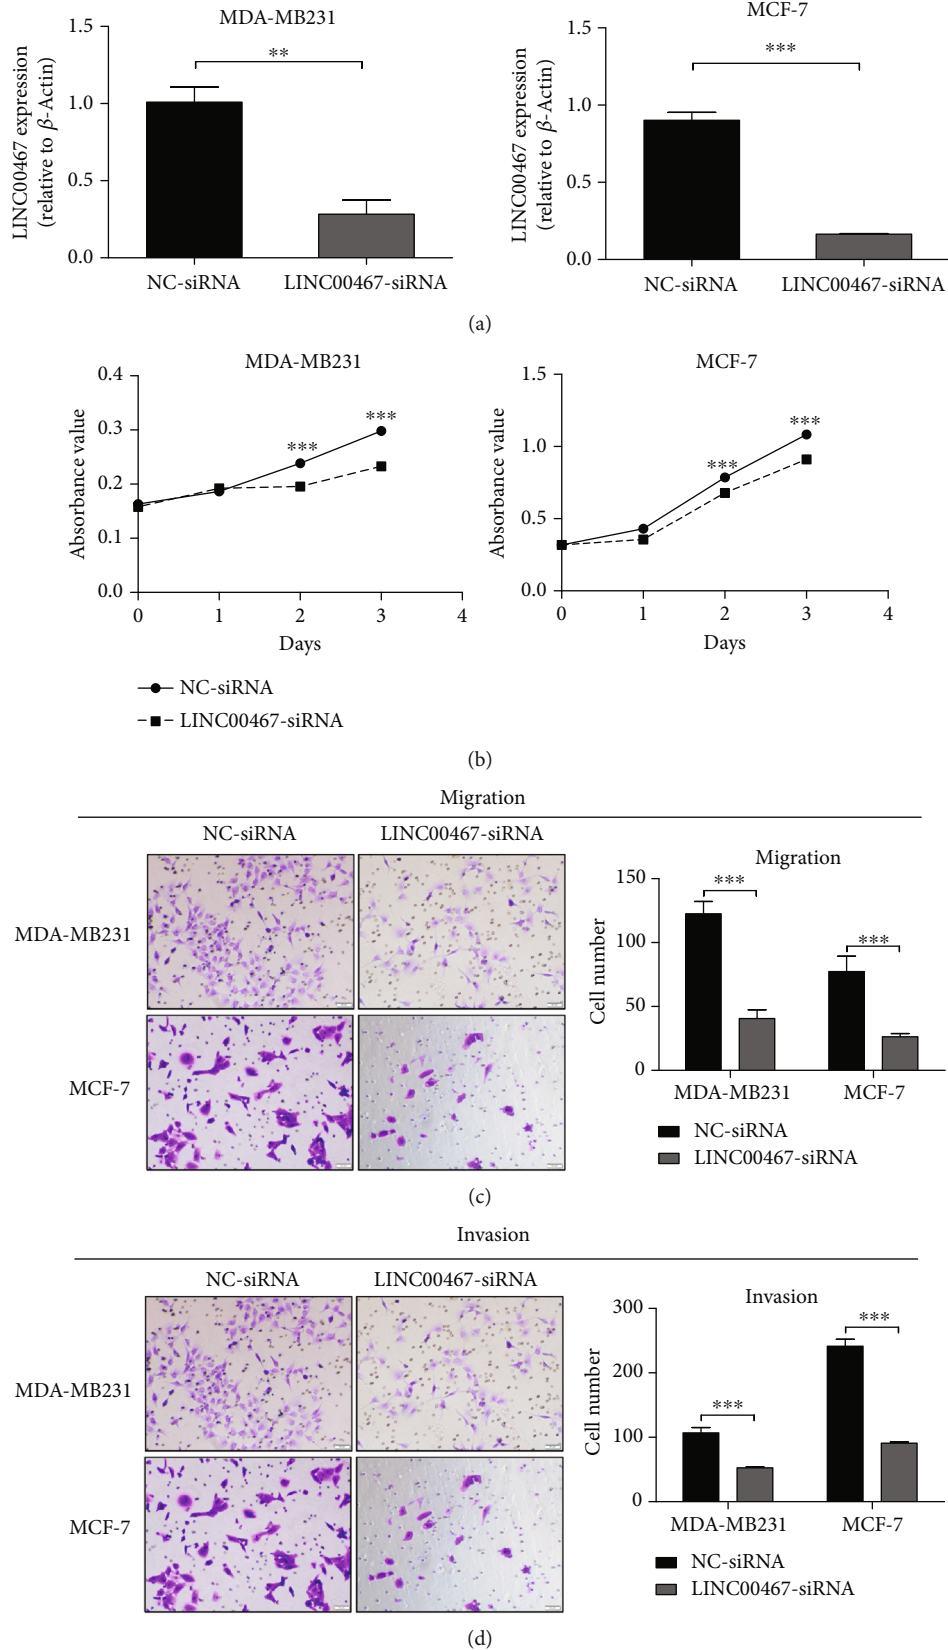 MDA-MB231
LINC00467 expression
(relative to β-Actin)
1.5
1.0
0.5
0.0
**
NC-siRNA
LINC00467-siRNA
MCF-7
LINC00467 expression
(relative to β-Actin)
1.5
1.0
0.5
0.0
***
NC-siRNA
LINC00467-siRNA
(a)
MDA-MB231
Absorbance value
0.4
0.3
0.2
0.1
0.0
***
***
0 1 2 3 4
Days
MCF-7
Absorbance value
1.5
1.0
0.5
0.0
***
***
0 1 2 3 4
Days
NC-siRNA
LINC00467-siRNA
(b)
Migration
NC-siRNA
LINC00467-siRNA
MDA-MB231
MCF-7
Migration
Cell number
150
100
50
0
***
***
MDA-MB231
MCF-7
NC-siRNA
LINC00467-siRNA
(c)
Invasion
NC-siRNA
LINC00467-siRNA
MDA-MB231
MCF-7
Invasion
Cell number
300
200
100
0
***
***
MDA-MB231
MCF-7
NC-siRNA
LINC00467-siRNA
(d)